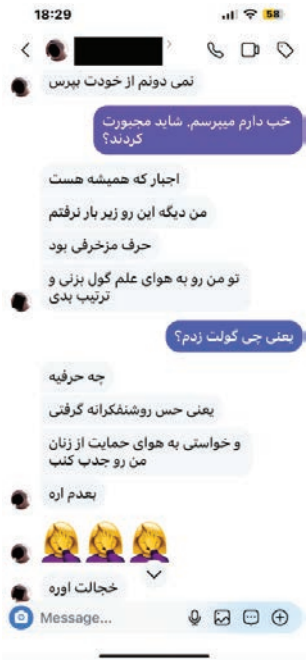 18:29
58
نمی دونم از خودت بپرس
خب دارم میپرسم. شاید مجبورت
کردند؟
اجبار که همیشه هست
من دیگه این رو زیر بار نرفتم
حرف مزخرفی بود
تو من رو به هوای علم گول بزنی و
ترتیب بدی
یعنی چی گولت زدم؟
چه حرفیه
یعنی حس روشنفکرانه گرفتی
و خواستی به هوای حمایت از زنان
من رو جذب کنب
بعدم اره
🤦‍♀️🤦‍♀️🤦‍♀️
خجالت اوره
Message...